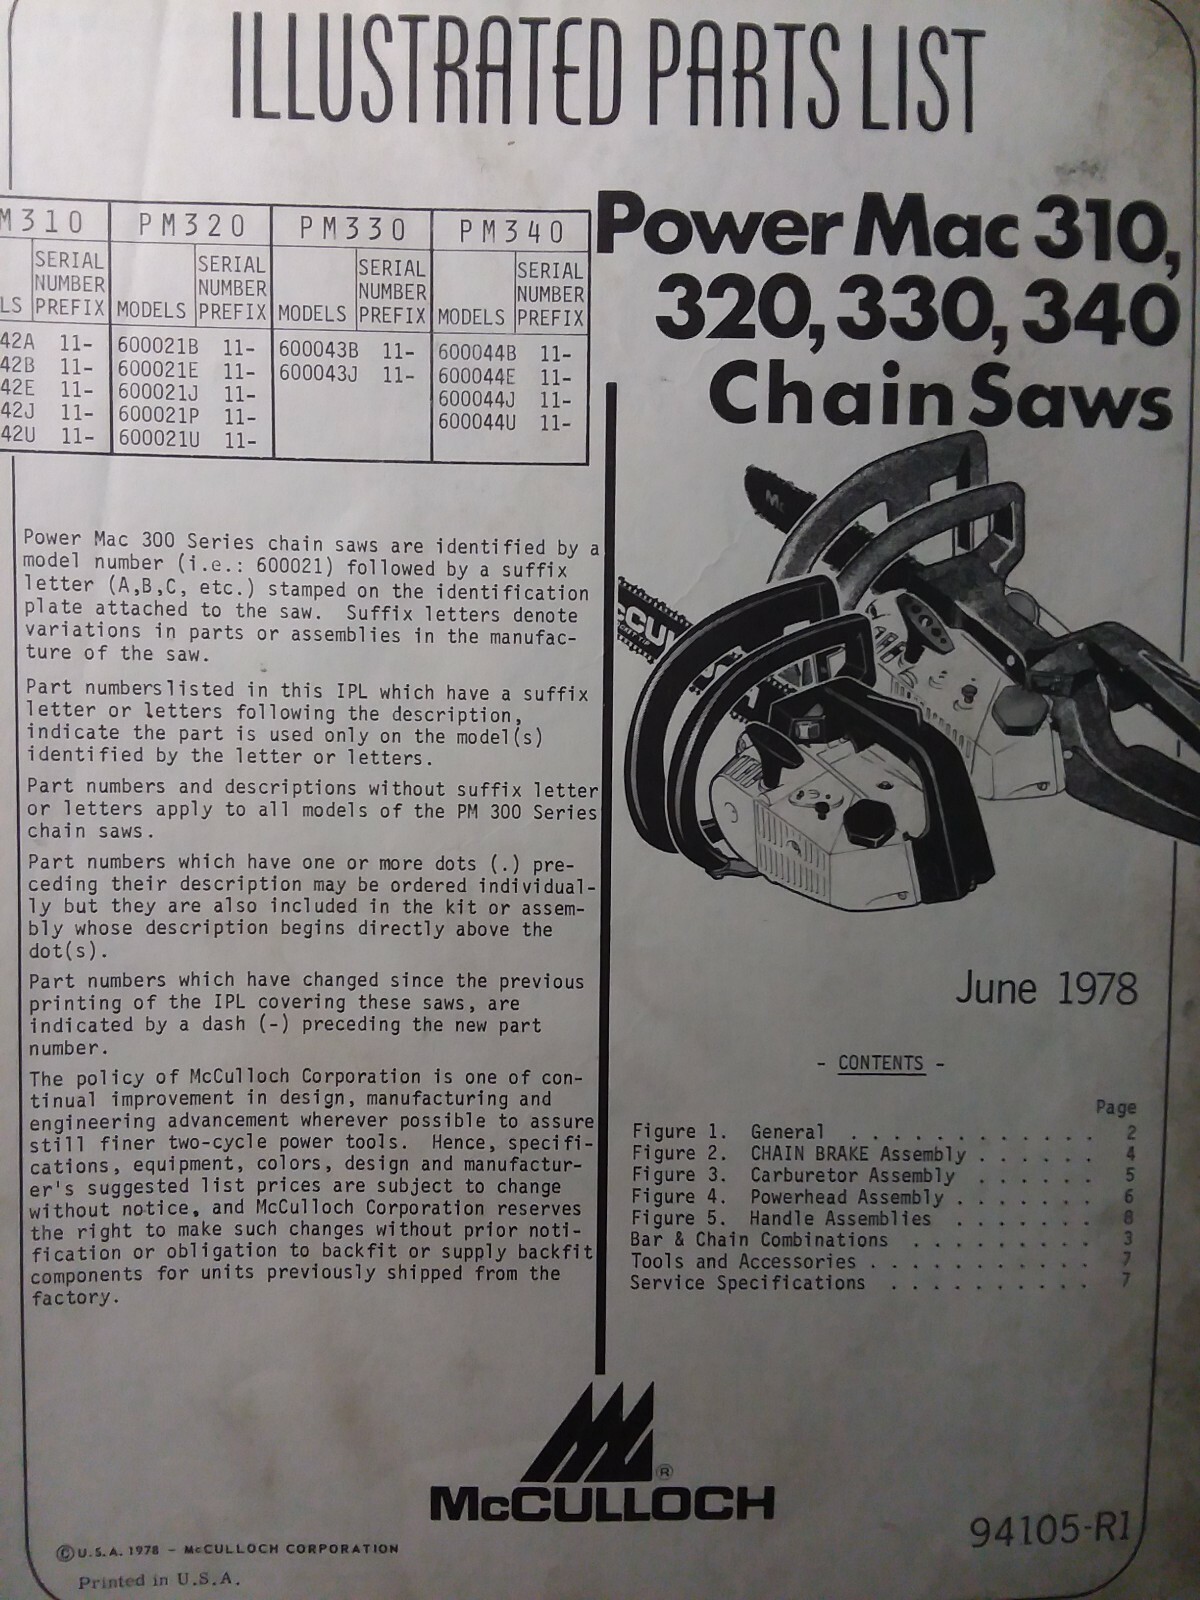 ILLUSTRATED PARTS LIST
Power Mac 310,
320, 330, 340
Chain Saws
M310 PM320 PM330 PM340
SERIAL SERIAL SERIAL SERIAL
NUMBER NUMBER NUMBER NUMBER
LS PREFIX MODELS PREFIX MODELS PREFIX MODELS PREFIX
42A 11- 600021B 11- 600043B 11- 600044B 11-
42B 11- 600021E 11- 600043J 11- 600044E 11-
42E 11- 600021J 11- 600044J 11-
42J 11- 600021P 11- 600044U 11-
42U 11- 600021U 11-
Power Mac 300 Series chain saws are identified by a
model number (i.e.: 600021) followed by a suffix
letter (A,B,C, etc.) stamped on the identification
plate attached to the saw. Suffix letters denote
variations in parts or assemblies in the manufac-
ture of the saw.
Part numbers listed in this IPL which have a suffix
letter or letters following the description,
indicate the part is used only on the model(s)
identified by the letter or letters.
Part numbers and descriptions without suffix letter
or letters apply to all models of the PM 300 Series
chain saws.
Part numbers which have one or more dots (.) pre-
ceding their description may be ordered individual-
ly but they are also included in the kit or assem-
bly whose description begins directly above the
dot(s).
Part numbers which have changed since the previous
printing of the IPL covering these saws, are
indicated by a dash (-) preceding the new part
number.
The policy of McCulloch Corporation is one of con-
tinual improvement in design, manufacturing and
engineering advancement wherever possible to assure
still finer two-cycle power tools. Hence, specifi-
cations, equipment, colors, design and manufactur-
er's suggested list prices are subject to change
without notice, and McCulloch Corporation reserves
the right to make such changes without prior noti-
fication or obligation to backfit or supply backfit
components for units previously shipped from the
factory.
Mc
CCU
June 1978
- CONTENTS -
Page
Figure 1. General . . . . . . . . . . . . 2
Figure 2. CHAIN BRAKE Assembly . . . . . . 4
Figure 3. Carburetor Assembly . . . . . . 5
Figure 4. Powerhead Assembly . . . . . . . 6
Figure 5. Handle Assemblies . . . . . . . 8
Bar & Chain Combinations . . . . . . . . . 3
Tools and Accessories . . . . . . . . . . . 7
Service Specifications . . . . . . . . . . 7
®
McCULLOCH
94105-R1
©U.S.A. 1978 - McCULLOCH CORPORATION
Printed in U.S.A.